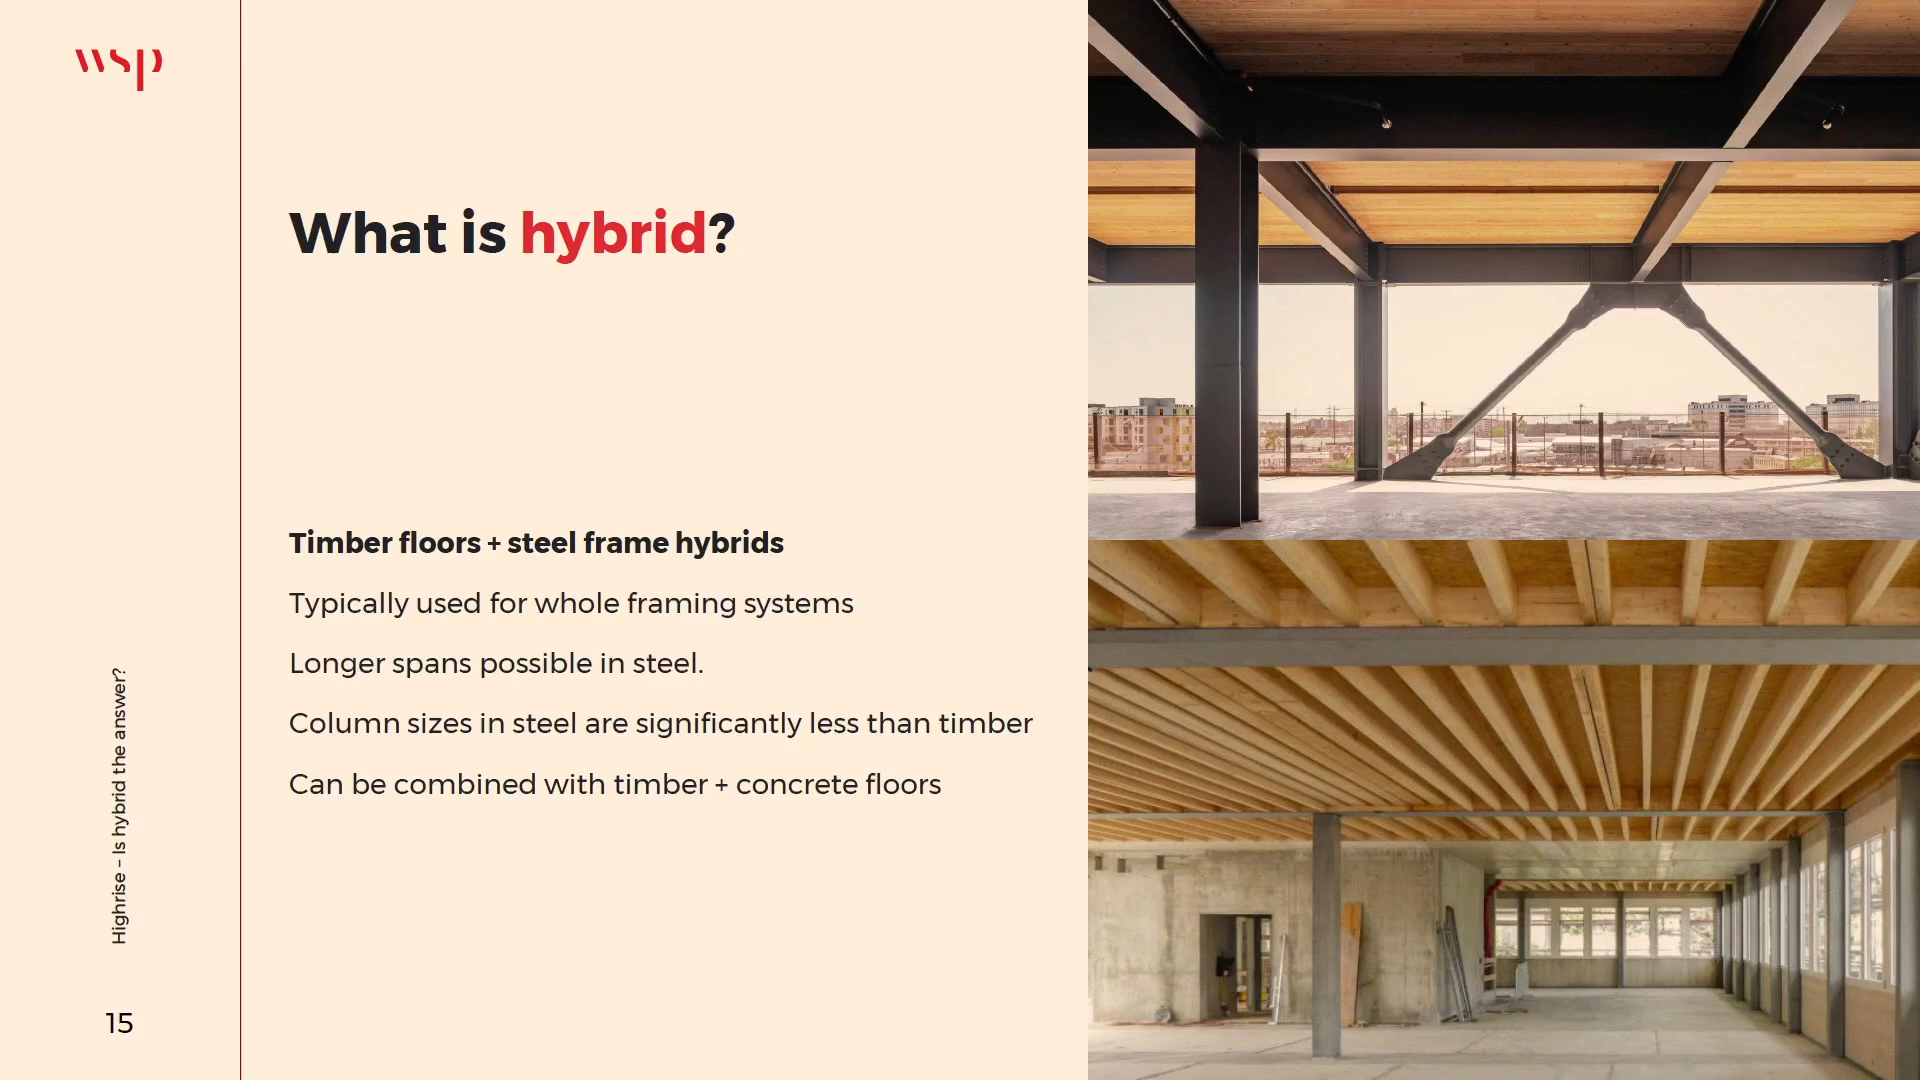 wsp
What is hybrid?
Timber floors + steel frame hybrids
Typically used for whole framing systems
Longer spans possible in steel.
Column sizes in steel are significantly less than timber
Can be combined with timber + concrete floors
Highrise – Is hybrid the answer?
15